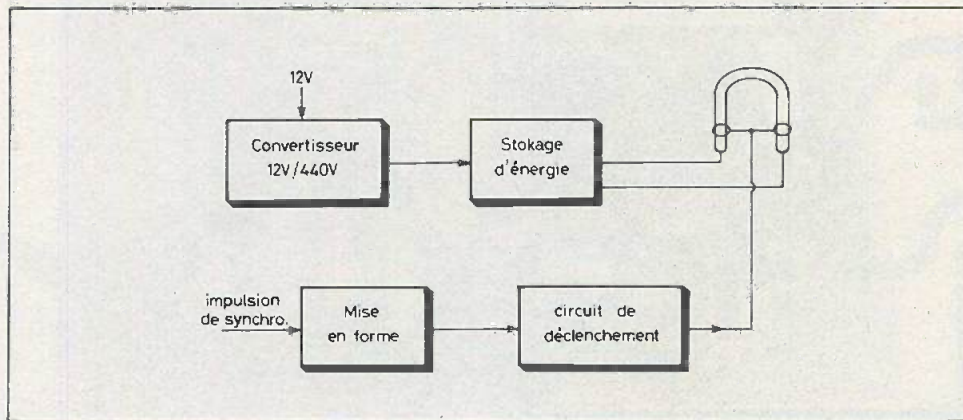 12V
Convertisseur
12V/440V
Stokage
d'énergie
impulsion
de synchro.
Mise
en forme
circuit de
déclenchement